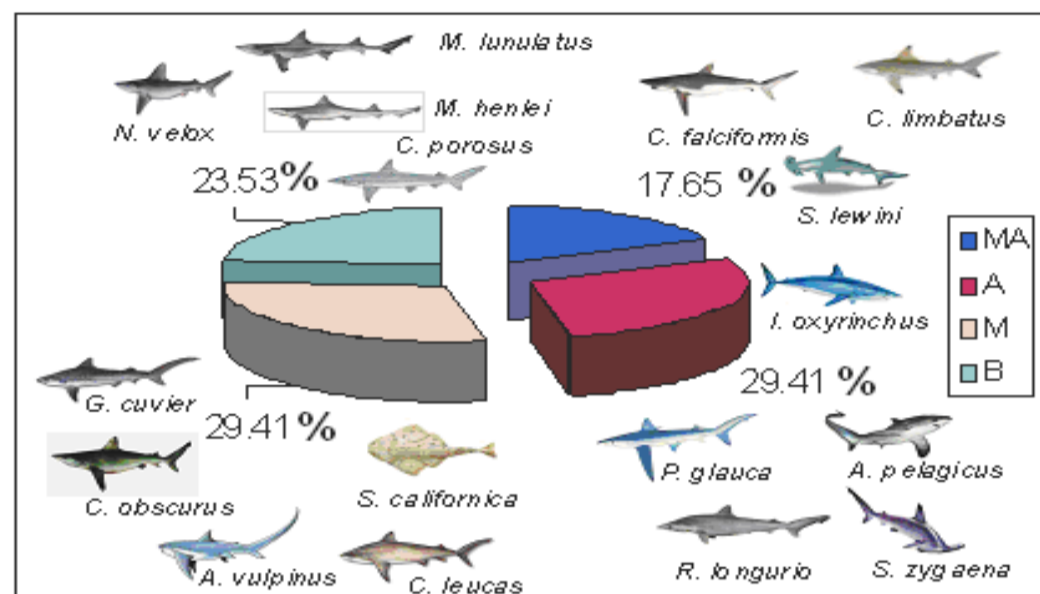 M. lunulatus
N. velox
M. henlei
C. porosus
23.53%
C. falciformis
C. limbatus
17.65 %
S. lewini
MA
A
M
B
I. oxyrinchus
29.41 %
G. cuvier
29.41 %
C. obscurus
S. californica
A. vulpinus
C. leucas
P. glauca
A. pelagicus
R. longurio
S. zygaena